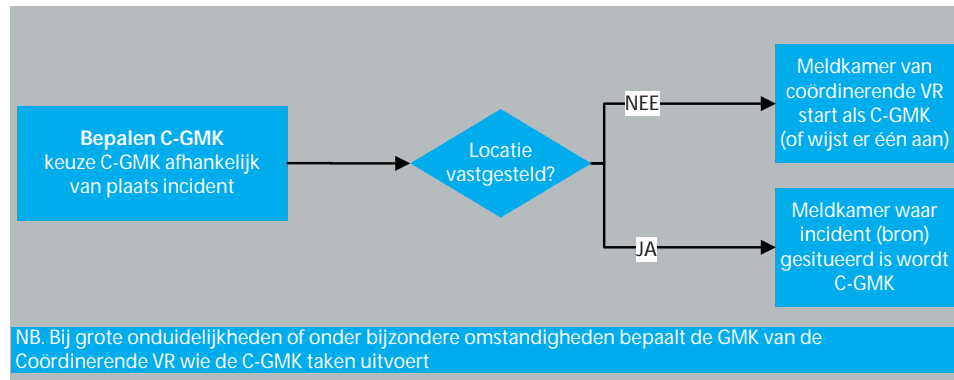 Bepalen C-GMK
keuze C-GMK afhankelijk
van plaats incident
Locatie
vastgesteld?
NEE
Meldkamer van
coördinerende VR
start als C-GMK
(of wijst er één aan)
JA
Meldkamer waar
incident (bron)
gesitueerd is wordt
C-GMK
NB. Bij grote onduidelijkheden of onder bijzondere omstandigheden bepaalt de GMK van de
Coördinerende VR wie de C-GMK taken uitvoert